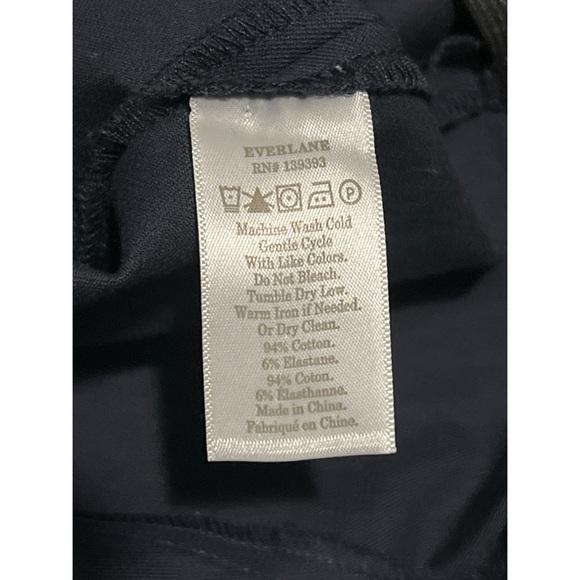 EVERLANE
RN# 139393
P
Machine Wash Cold
Gentle Cycle
With Like Colors.
Do Not Bleach.
Tumble Dry Low.
Warm Iron if Needed.
Or Dry Clean.
94% Cotton.
6% Elastane.
94% Coton.
6% Elasthanne.
Made in China.
Fabriqué en Chine.